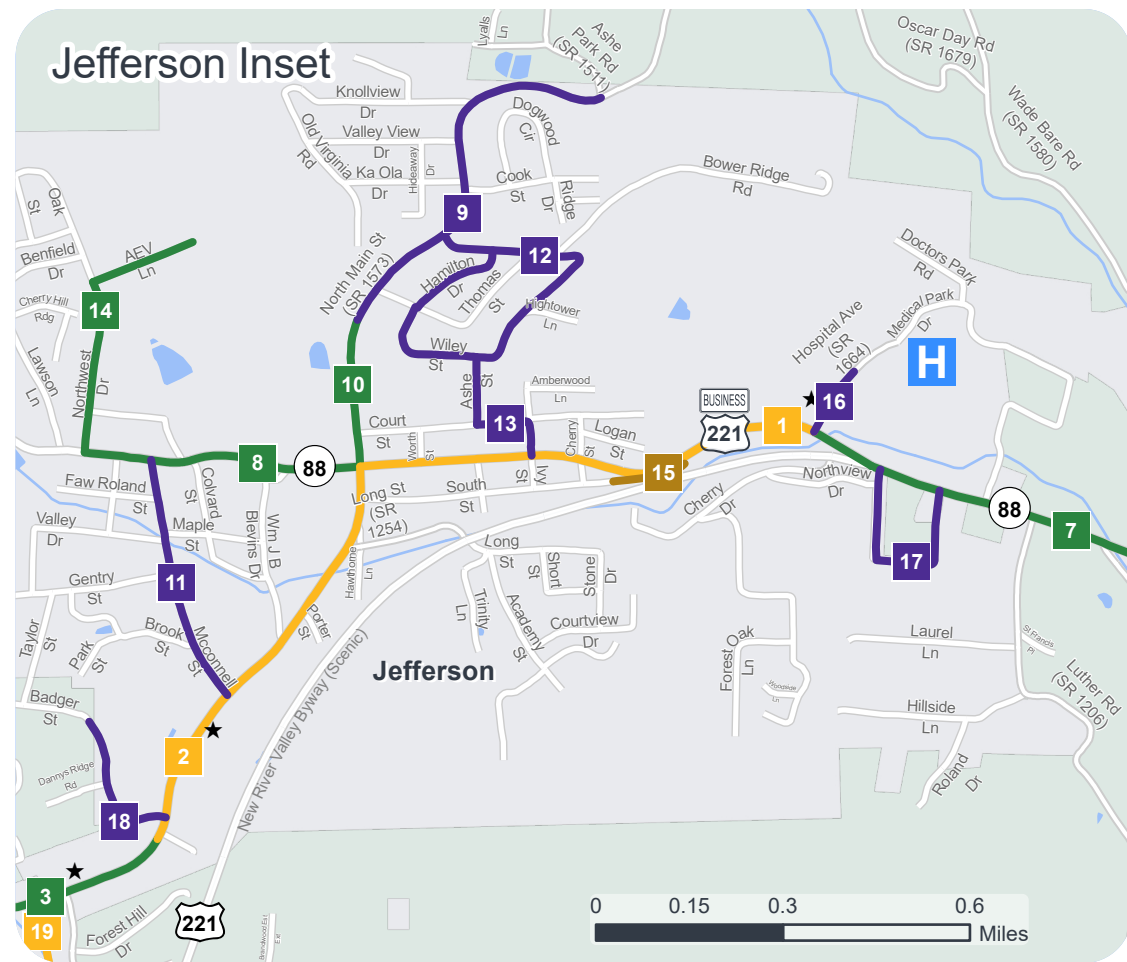 Jefferson Inset
Lyalls
Ln
Ashe
Park Rd
(SR 1511)
Oscar Day Rd
(SR 1679)
Wade Bare Rd
(SR 1580)
Knollview
Dr
Old Virginia
Rd
Valley View
Dr
Hideaway
Dr
Ka Ola
Dr
Dogwood
Cir
Cook
St
Ridge
Dr
Bower Ridge
Rd
Oak
St
Benfield
Dr
AEV
Ln
Cherry Hill
Rdg
Lawson
Ln
14
Northwest
Dr
9
12
North Main St
(SR 1573)
Hamilton
Dr
Thomas
St
Hightower
Ln
Wiley
St
Ashe
St
Amberwood
Ln
10
13
Court
St
Worth
St
Cherry
St
Logan
St
Ivy
St
Doctors Park
Rd
Medical Park
Dr
Hospital Ave
(SR
1664)
H
16
BUSINESS
221
1
15
8
88
Faw Roland
St
Colvard
St
Valley
Dr
Maple
St
Wm J B
Blevins Dr
Long St
(SR
1254)
South
St
Cherry
Dr
Northview
Dr
88
7
17
Hawthorne
Ln
11
Gentry
St
Taylor
St
Park
St
Brook
St
Mcconnell
St
Porter
St
Long
St
Short
St
Stone
Dr
Trinity
Ln
Academy
St
Courtview
Dr
Jefferson
Forest Oak
Ln
Woodside
Ln
Laurel
Ln
St Francis
Pl
Luther Rd
(SR 1206)
Hillside
Ln
Roland
Dr
Badger
St
Dannys Ridge
Rd
2
18
New River Valley Byway (Scenic)
3
19
Forest Hill
Dr
221
0
0.15
0.3
0.6
Miles